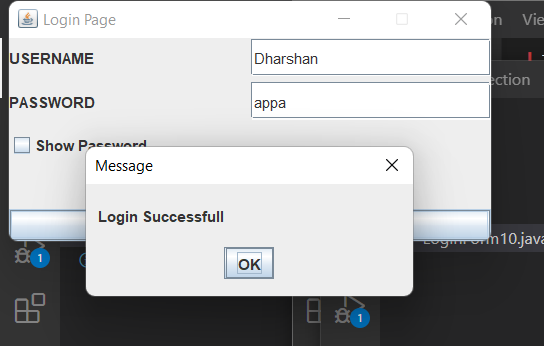 Login Page
on
Vie
USERNAME
Dharshan
ection
PASSWORD
appa
Show Password
Message
Login Successfull
OK
LoginForm10.java
1
1